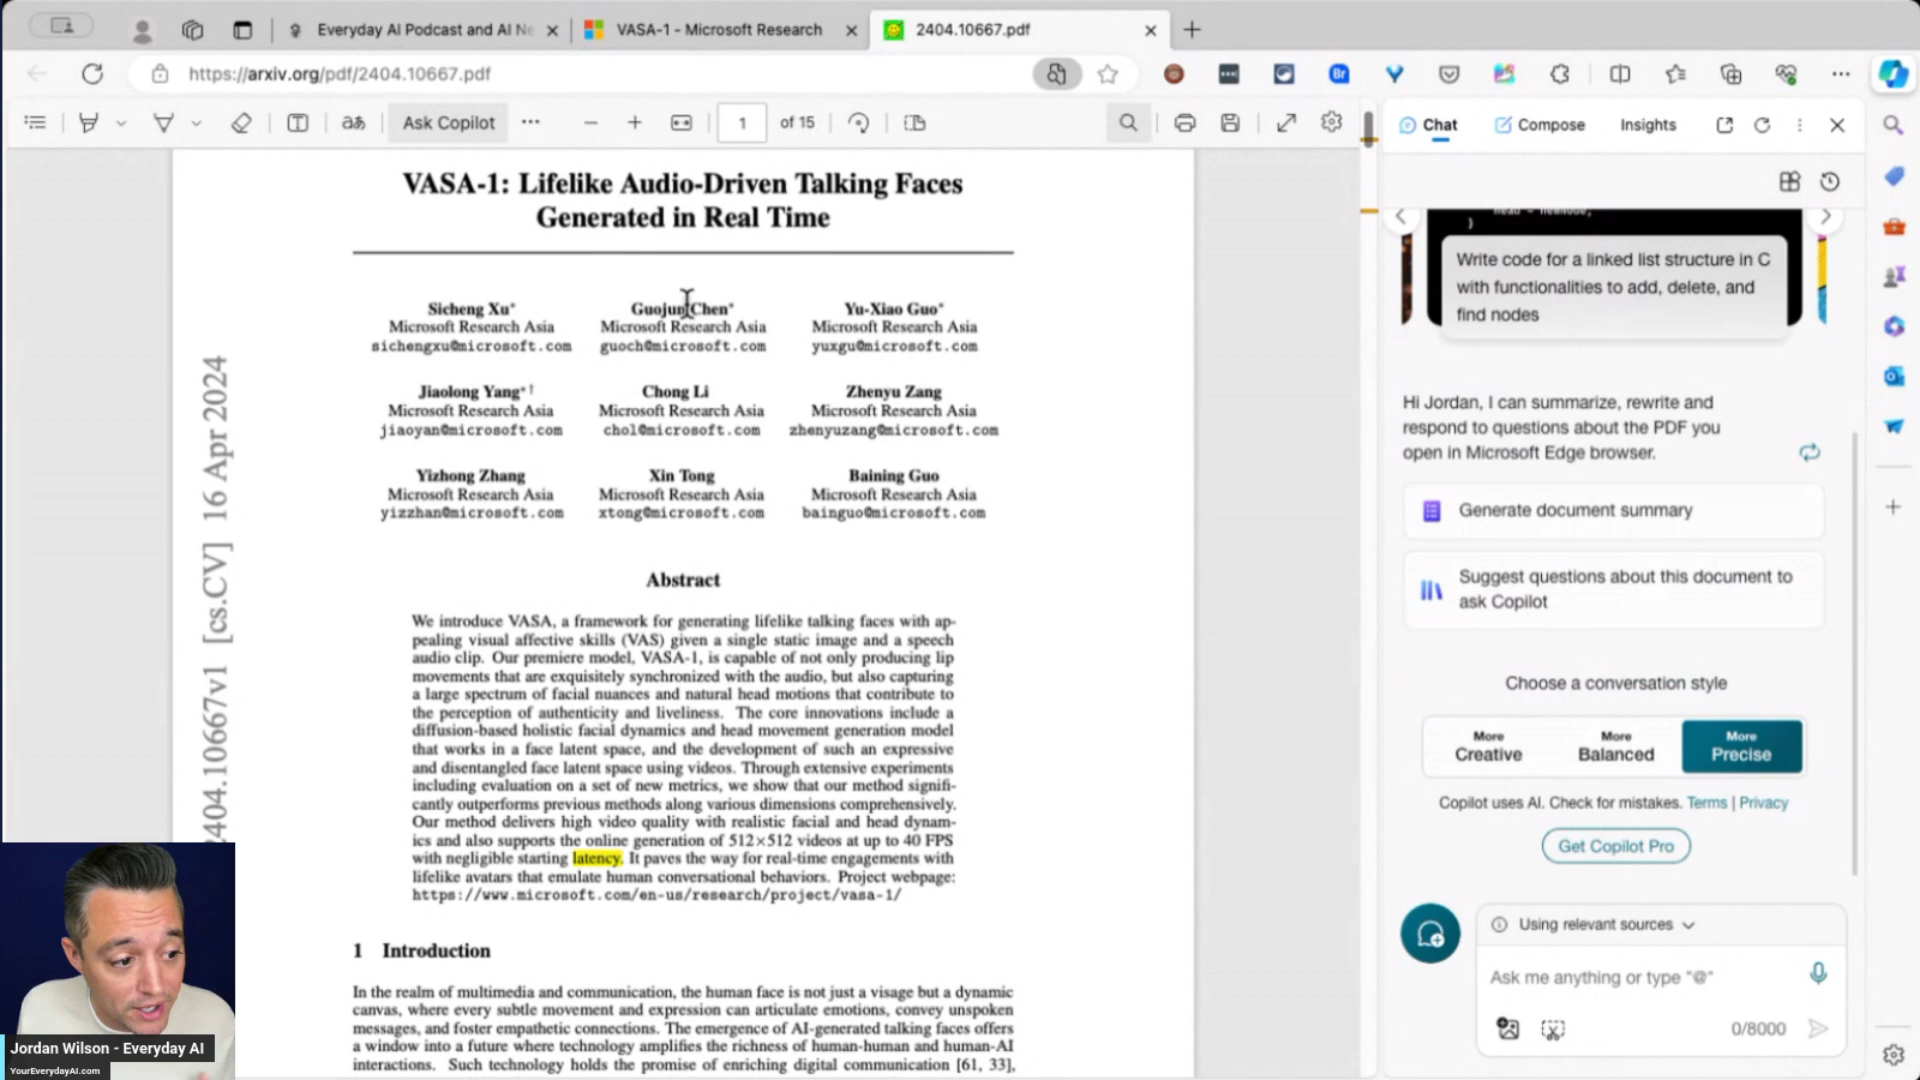 Everyday AI Podcast and AI Ne
VASA-1 - Microsoft Research
2404.10667.pdf
https://arxiv.org/pdf/2404.10667.pdf
Ask Copilot
1 of 15
VASA-1: Lifelike Audio-Driven Talking Faces
Generated in Real Time
Sicheng Xu* Guojun Chen* Yu-Xiao Guo*
Microsoft Research Asia Microsoft Research Asia Microsoft Research Asia
sichengxu@microsoft.com guoch@microsoft.com yuxgu@microsoft.com
Jiaolong Yang*† Chong Li Zhenyu Zang
Microsoft Research Asia Microsoft Research Asia Microsoft Research Asia
jiaoyan@microsoft.com chol@microsoft.com zhenyuzang@microsoft.com
Yizhong Zhang Xin Tong Baining Guo
Microsoft Research Asia Microsoft Research Asia Microsoft Research Asia
yizzhan@microsoft.com xtong@microsoft.com bainguo@microsoft.com
2404.10667v1 [cs.CV] 16 Apr 2024
Abstract
We introduce VASA, a framework for generating lifelike talking faces with ap-
pealing visual affective skills (VAS) given a single static image and a speech
audio clip. Our premiere model, VASA-1, is capable of not only producing lip
movements that are exquisitely synchronized with the audio, but also capturing
a large spectrum of facial nuances and natural head motions that contribute to
the perception of authenticity and liveliness. The core innovations include a
diffusion-based holistic facial dynamics and head movement generation model
that works in a face latent space, and the development of such an expressive
and disentangled face latent space using videos. Through extensive experiments
including evaluation on a set of new metrics, we show that our method signifi-
cantly outperforms previous methods along various dimensions comprehensively.
Our method delivers high video quality with realistic facial and head dynam-
ics and also supports the online generation of 512×512 videos at up to 40 FPS
with negligible starting latency. It paves the way for real-time engagements with
lifelike avatars that emulate human conversational behaviors. Project webpage:
https://www.microsoft.com/en-us/research/project/vasa-1/
1 Introduction
In the realm of multimedia and communication, the human face is not just a visage but a dynamic
canvas, where every subtle movement and expression can articulate emotions, convey unspoken
messages, and foster empathetic connections. The emergence of AI-generated talking faces offers
a window into a future where technology amplifies the richness of human-human and human-AI
interactions. Such technology holds the promise of enriching digital communication [61, 33],
Chat Compose Insights
head = newNode;
}
Write code for a linked list structure in C
with functionalities to add, delete, and
find nodes
Hi Jordan, I can summarize, rewrite and
respond to questions about the PDF you
open in Microsoft Edge browser.
Generate document summary
Suggest questions about this document to
ask Copilot
Choose a conversation style
More Creative
More Balanced
More Precise
Copilot uses AI. Check for mistakes. Terms | Privacy
Get Copilot Pro
Using relevant sources
Ask me anything or type "@"
0/8000
Jordan Wilson - Everyday AI
YourEverydayAI.com